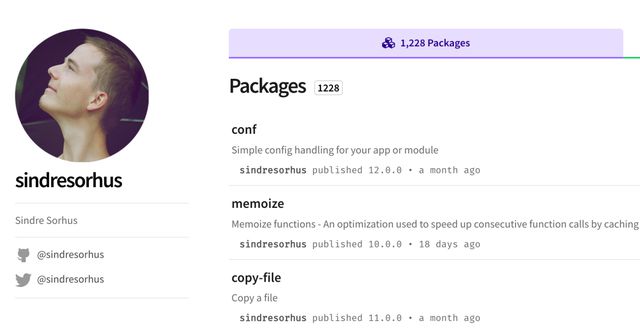 1,228 Packages
Packages 1228
sindresorhus
Sindre Sorhus
@sindresorhus
@sindresorhus
conf
Simple config handling for your app or module
sindresorhus published 12.0.0 • a month ago
memoize
Memoize functions - An optimization used to speed up consecutive function calls by caching
sindresorhus published 10.0.0 • 18 days ago
copy-file
Copy a file
sindresorhus published 11.0.0 • a month ago